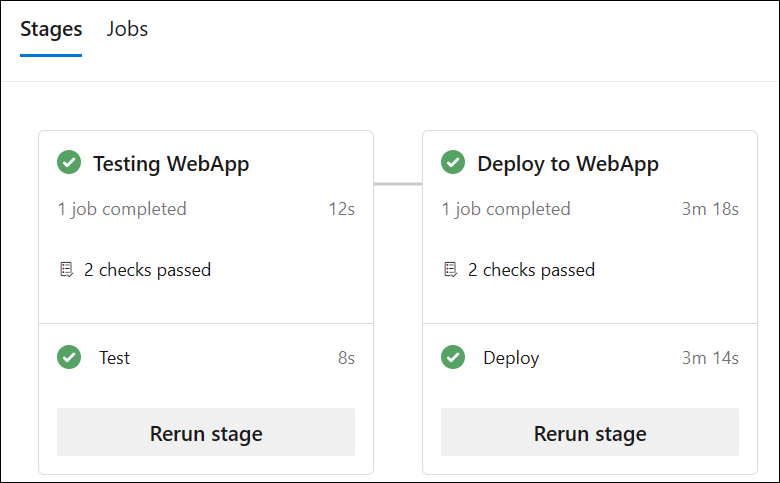 Stages Jobs
Testing WebApp
1 job completed 12s
2 checks passed
Test 8s
Rerun stage
Deploy to WebApp
1 job completed 3m 18s
2 checks passed
Deploy 3m 14s
Rerun stage